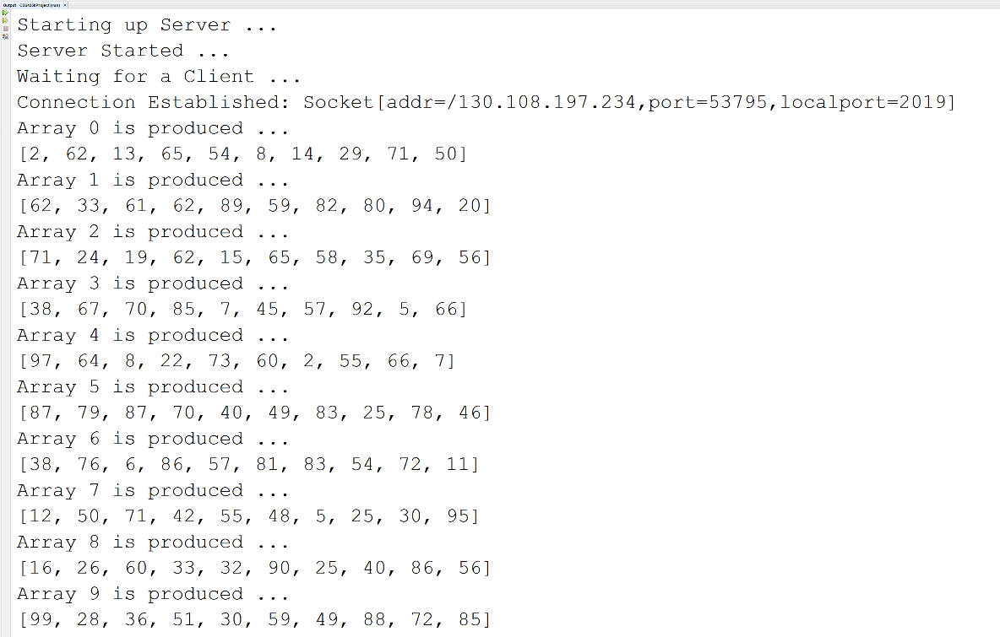 Output - CEG4350Project (run) ×
Starting up Server ...
Server Started ...
Waiting for a Client ...
Connection Established: Socket[addr=/130.108.197.234,port=53795,localport=2019]
Array 0 is produced ...
[2, 62, 13, 65, 54, 8, 14, 29, 71, 50]
Array 1 is produced ...
[62, 33, 61, 62, 89, 59, 82, 80, 94, 20]
Array 2 is produced ...
[71, 24, 19, 62, 15, 65, 58, 35, 69, 56]
Array 3 is produced ...
[38, 67, 70, 85, 7, 45, 57, 92, 5, 66]
Array 4 is produced ...
[97, 64, 8, 22, 73, 60, 2, 55, 66, 7]
Array 5 is produced ...
[87, 79, 87, 70, 40, 49, 83, 25, 78, 46]
Array 6 is produced ...
[38, 76, 6, 86, 57, 81, 83, 54, 72, 11]
Array 7 is produced ...
[12, 50, 71, 42, 55, 48, 5, 25, 30, 95]
Array 8 is produced ...
[16, 26, 60, 33, 32, 90, 25, 40, 86, 56]
Array 9 is produced ...
[99, 28, 36, 51, 30, 59, 49, 88, 72, 85]